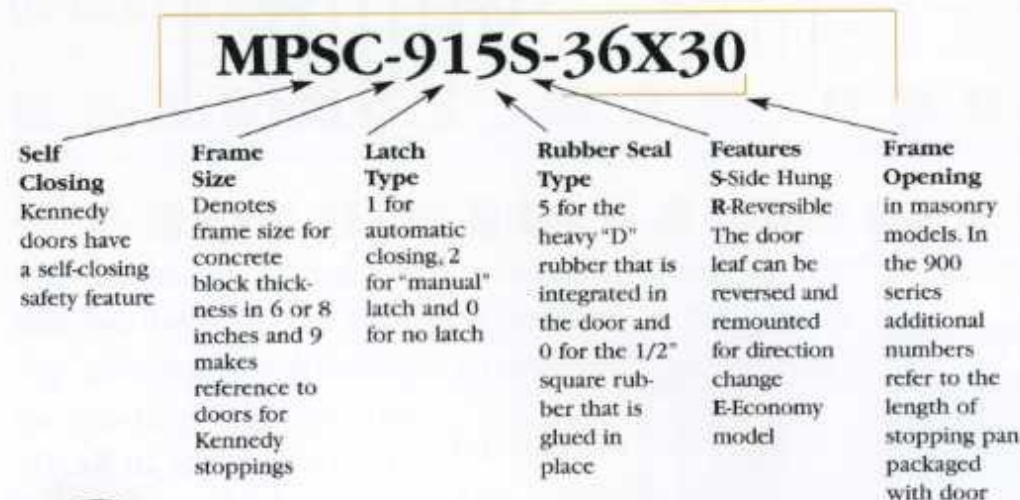 MPSC-915S-36X30
Self
Closing
Kennedy
doors have
a self-closing
safety feature
Frame
Size
Denotes
frame size for
concrete
block thick-
ness in 6 or 8
inches and 9
makes
reference to
doors for
Kennedy
stoppings
Latch
Type
1 for
automatic
closing, 2
for "manual"
latch and 0
for no latch
Rubber Seal
Type
5 for the
heavy "D"
rubber that is
integrated in
the door and
0 for the 1/2"
square rub-
ber that is
glued in
place
Features
S-Side Hung
R-Reversible
The door
leaf can be
reversed and
remounted
for direction
change
E-Economy
model
Frame
Opening
in masonry
models. In
the 900
series
additional
numbers
refer to the
length of
stopping pan
packaged
with door